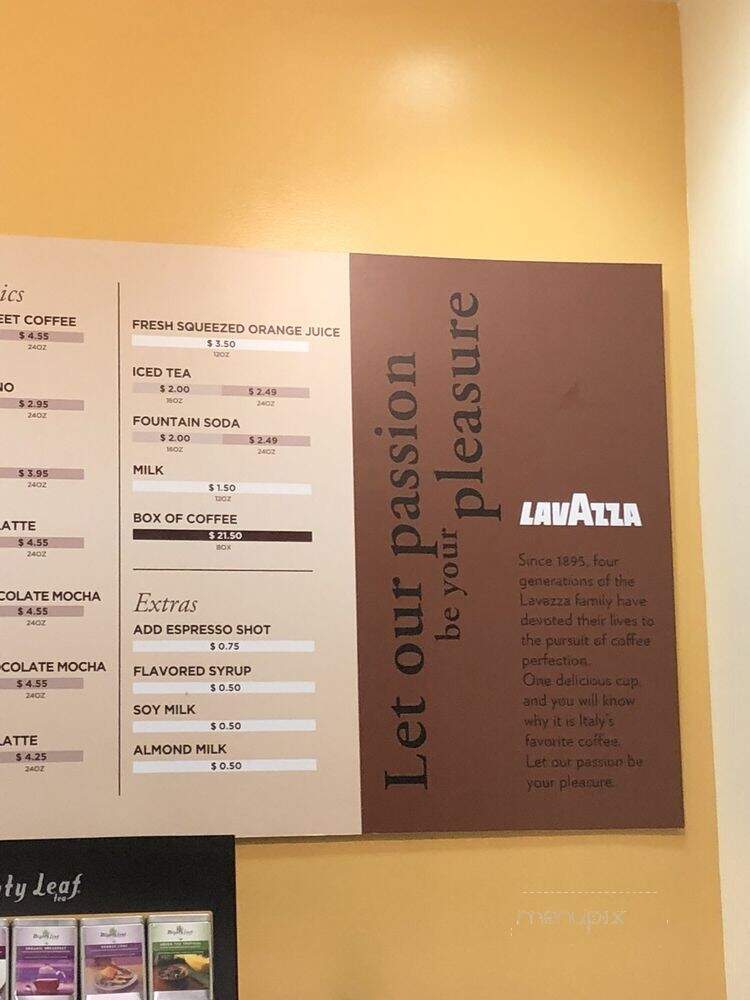 ics
EET COFFEE
$ 4.55
24OZ
NO
$ 2.95
24OZ
$ 3.95
24OZ
ATTE
$ 4.55
24OZ
COLATE MOCHA
$ 4.55
24OZ
OCOLATE MOCHA
$ 4.55
24OZ
ATTE
$ 4.25
24OZ
FRESH SQUEEZED ORANGE JUICE
$ 3.50
12OZ
ICED TEA
$ 2.00 $ 2.49
16OZ 24OZ
FOUNTAIN SODA
$ 2.00 $ 2.49
16OZ 24OZ
MILK
$ 1.50
12OZ
BOX OF COFFEE
$ 21.50
BOX
Extras
ADD ESPRESSO SHOT
$ 0.75
FLAVORED SYRUP
$ 0.50
SOY MILK
$ 0.50
ALMOND MILK
$ 0.50
Let our passion
be your pleasure
LAVAZZA
Since 1895, four
generations of the
Lavazza family have
devoted their lives to
the pursuit of coffee
perfection.
One delicious cup,
and you will know
why it is Italy's
favorite coffee.
Let our passion be
your pleasure.
ty Leaf
tea
menupix